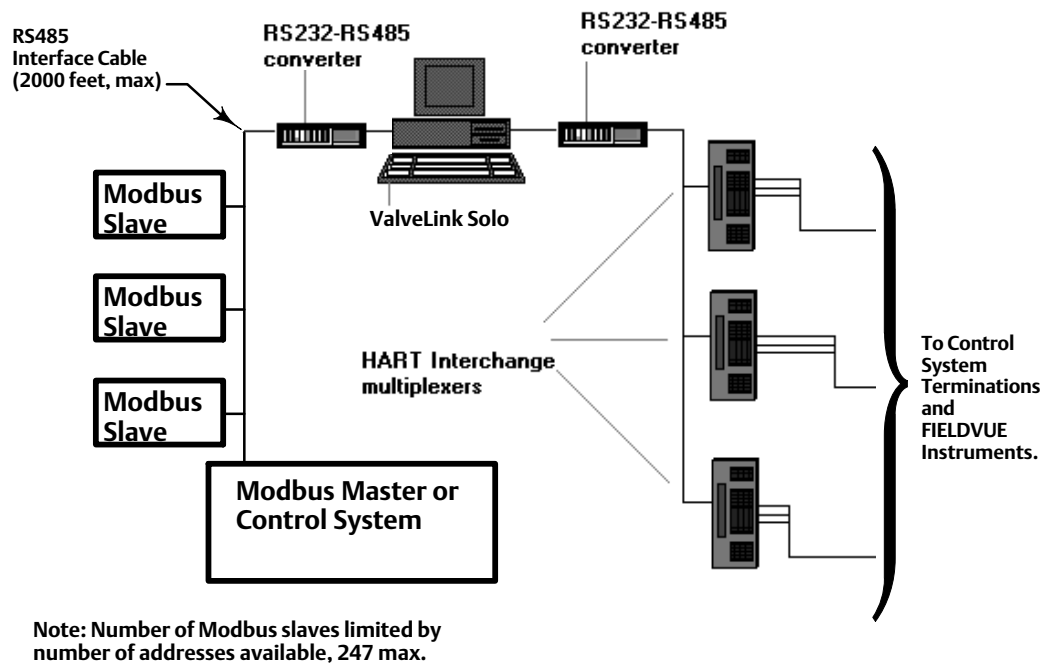 RS485
Interface Cable
(2000 feet, max)
RS232-RS485
converter
RS232-RS485
converter
ValveLink Solo
Modbus
Slave
Modbus
Slave
Modbus
Slave
HART Interchange
multiplexers
To Control
System
Terminations
and
FIELDVUE
Instruments.
Modbus Master or
Control System
Note: Number of Modbus slaves limited by
number of addresses available, 247 max.